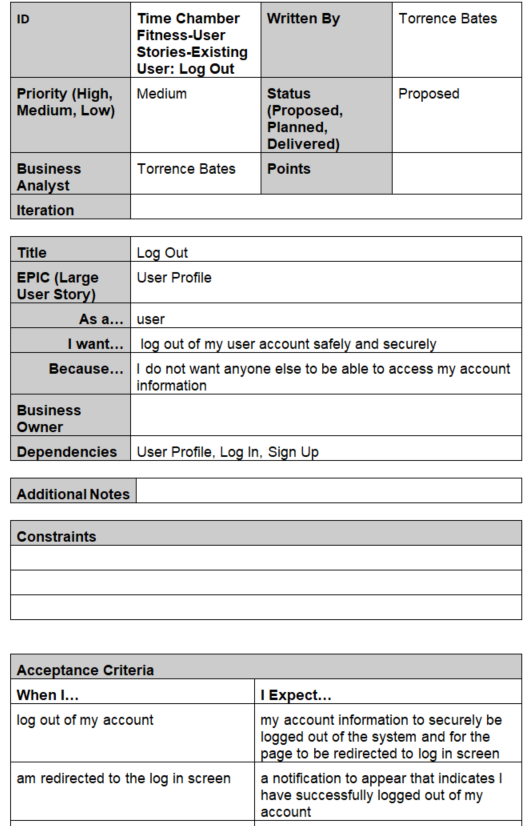 ID
Time Chamber
Fitness-User
Stories-Existing
User: Log Out
Written By
Torrence Bates
Priority (High,
Medium, Low)
Medium
Status
(Proposed,
Planned,
Delivered)
Proposed
Business
Analyst
Torrence Bates
Points
Iteration
Title
Log Out
EPIC (Large
User Story)
User Profile
As a...
user
I want...
log out of my user account safely and securely
Because...
I do not want anyone else to be able to access my account
information
Business
Owner
Dependencies
User Profile, Log In, Sign Up
Additional Notes
Constraints
Acceptance Criteria
When I...
I Expect...
log out of my account
my account information to securely be
logged out of the system and for the
page to be redirected to log in screen
am redirected to the log in screen
a notification to appear that indicates I
have successfully logged out of my
account